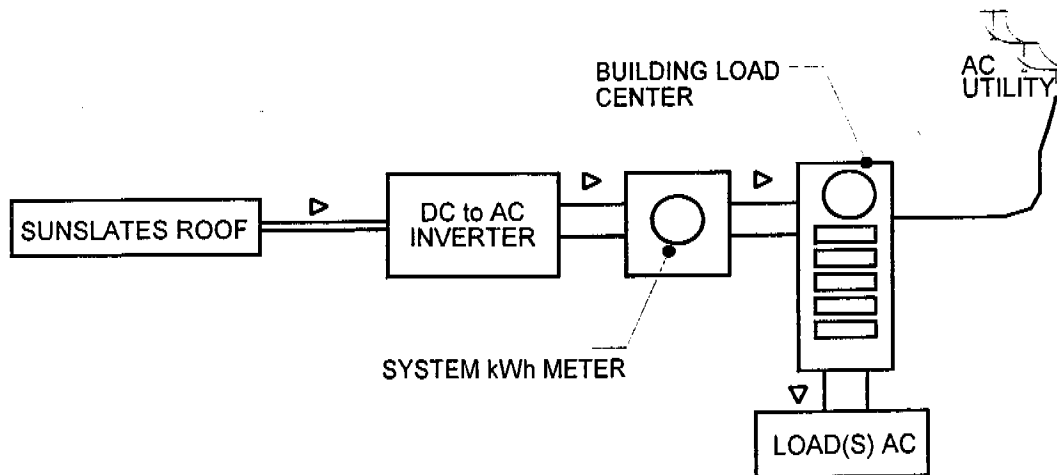 BUILDING LOAD
CENTER
AC
UTILITY
SUNSLATES ROOF
DC to AC
INVERTER
SYSTEM kWh METER
LOAD(S) AC